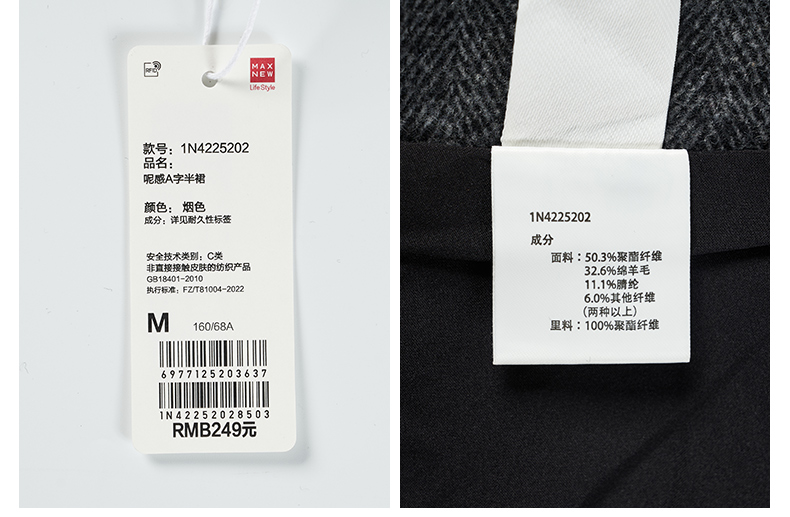 RFID
MAX
NEW
Life Style
款号：1N4225202
品名：
呢感A字半裙
颜色： 烟色
成分：详见耐久性标签
安全技术类别：C类
非直接接触皮肤的纺织产品
GB18401-2010
执行标准：FZ/T81004-2022
M 160/68A
6977125203637
1N42252028503
RMB249元
1N4225202
成分
面料：50.3%聚酯纤维
32.6%绵羊毛
11.1%腈纶
6.0%其他纤维
(两种以上)
里料：100%聚酯纤维